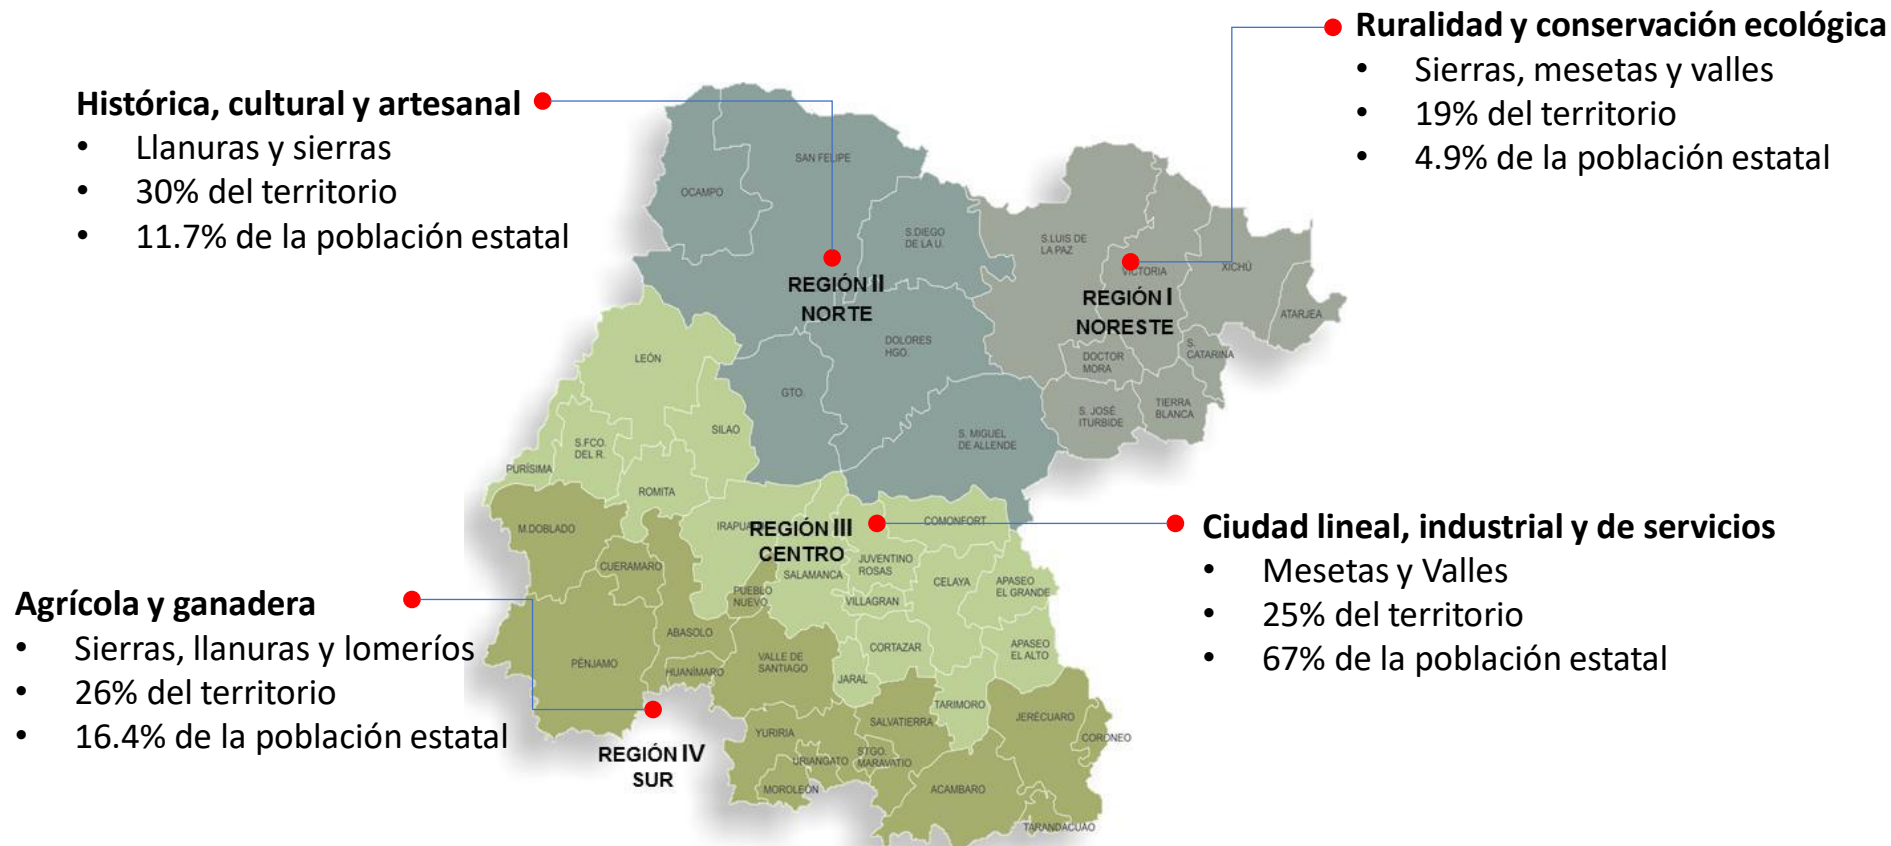 Ruralidad y conservación ecológica
• Sierras, mesetas y valles
• 19% del territorio
• 4.9% de la población estatal
Histórica, cultural y artesanal
• Llanuras y sierras
• 30% del territorio
• 11.7% de la población estatal
SAN FELIPE
OCAMPO
S.DIEGO
DE LA U.
REGIÓN II
NORTE
DOLORES
HGO.
GTO.
S. MIGUEL
DE ALLENDE
S.LUIS DE
LA PAZ
VICTORIA
XICHÚ
REGIÓN I
NORESTE
ATARJEA
DOCTOR
MORA
S.
CATARINA
S. JOSÉ
ITURBIDE
TIERRA
BLANCA
LEÓN
SILAO
S.FCO.
DEL R.
PURÍSIMA
ROMITA
IRAPUATO
REGIÓN III
CENTRO
COMONFORT
JUVENTINO
ROSAS
SALAMANCA
CELAYA
APASEO
EL GRANDE
VILLAGRAN
CORTAZAR
APASEO
EL ALTO
JARAL
TARIMORO
Ciudad lineal, industrial y de servicios
• Mesetas y Valles
• 25% del territorio
• 67% de la población estatal
Agrícola y ganadera
• Sierras, llanuras y lomeríos
• 26% del territorio
• 16.4% de la población estatal
M.DOBLADO
CUERAMARO
PUEBLO
NUEVO
ABASOLO
PÉNJAMO
HUANÍMARO
VALLE DE
SANTIAGO
REGIÓN IV
SUR
YURIRIA
SALVATIERRA
JERÉCUARO
CORONEO
URIANGATO
STGO.
MARAVATIO
MOROLEÓN
ACAMBARO
TARANDACUAO